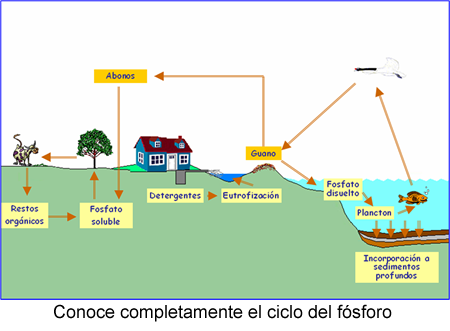 Abonos
Guano
Fosfato
disuelto
Restos
orgánicos
Fosfato
soluble
Detergentes
Eutrofización
Plancton
Incorporación a
sedimentos
profundos
Conoce completamente el ciclo del fósforo